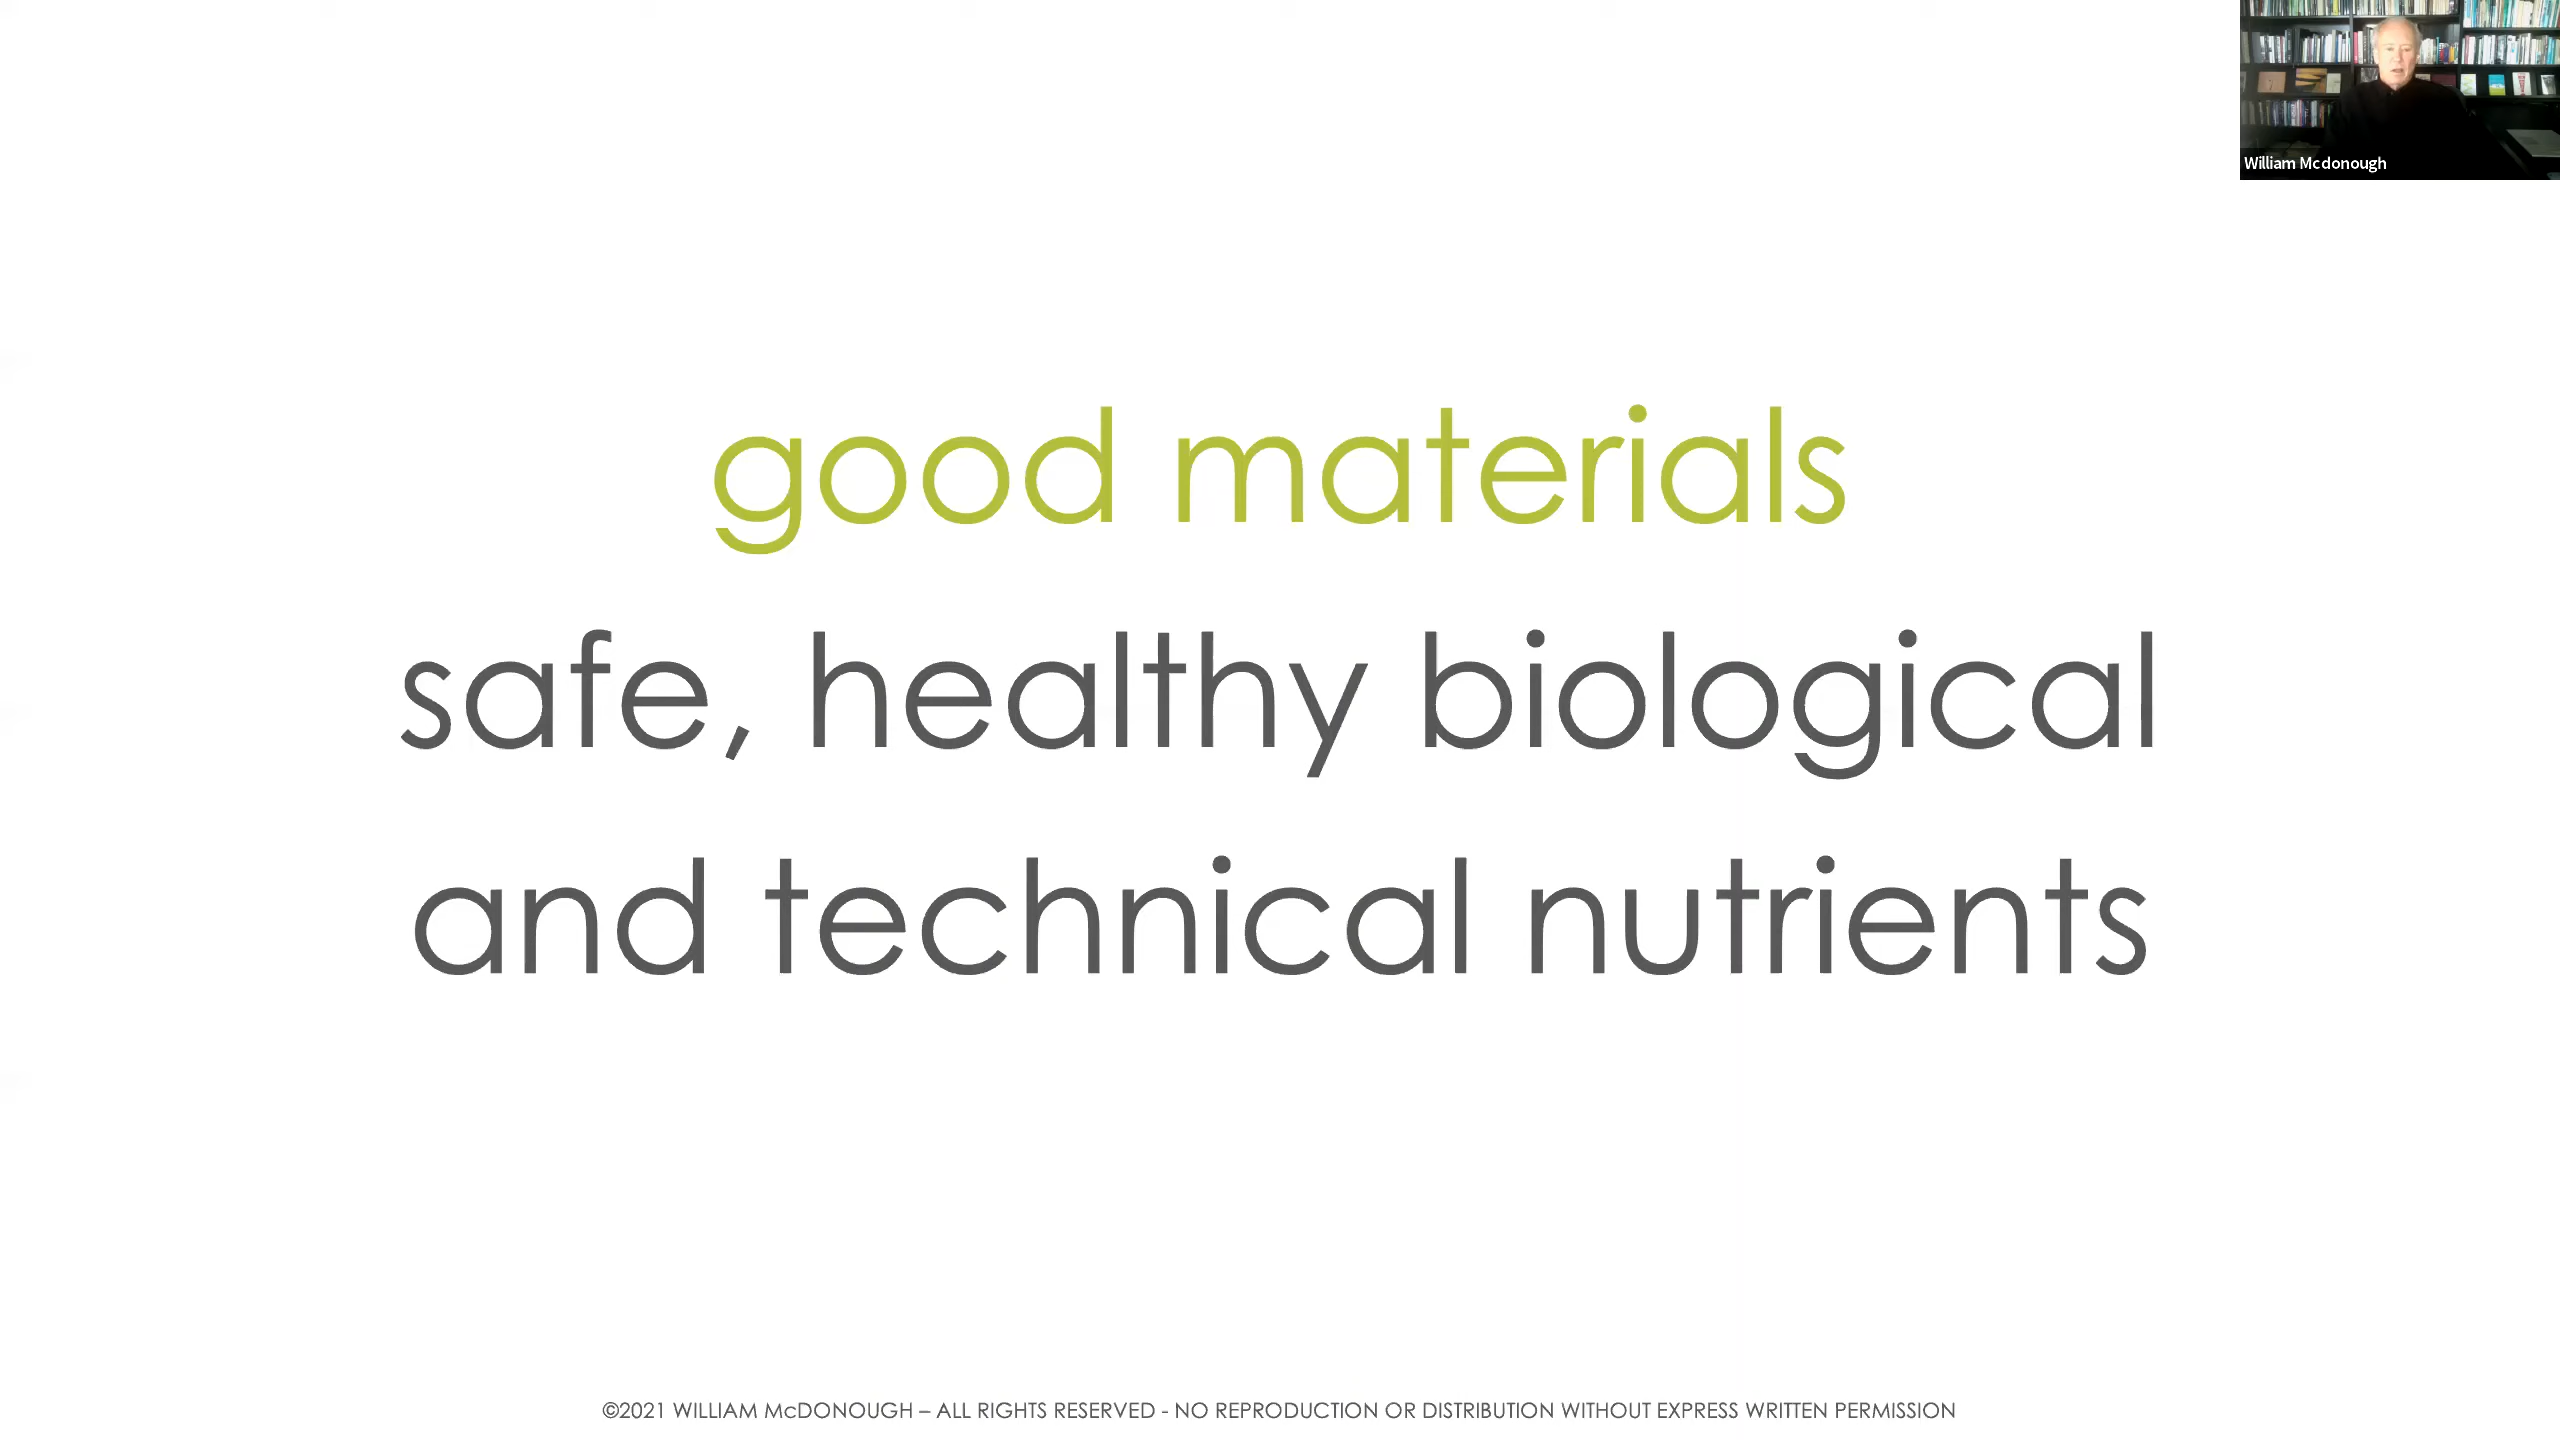 William Mcdonough
good materials
safe, healthy biological
and technical nutrients
©2021 WILLIAM McDONOUGH – ALL RIGHTS RESERVED - NO REPRODUCTION OR DISTRIBUTION WITHOUT EXPRESS WRITTEN PERMISSION